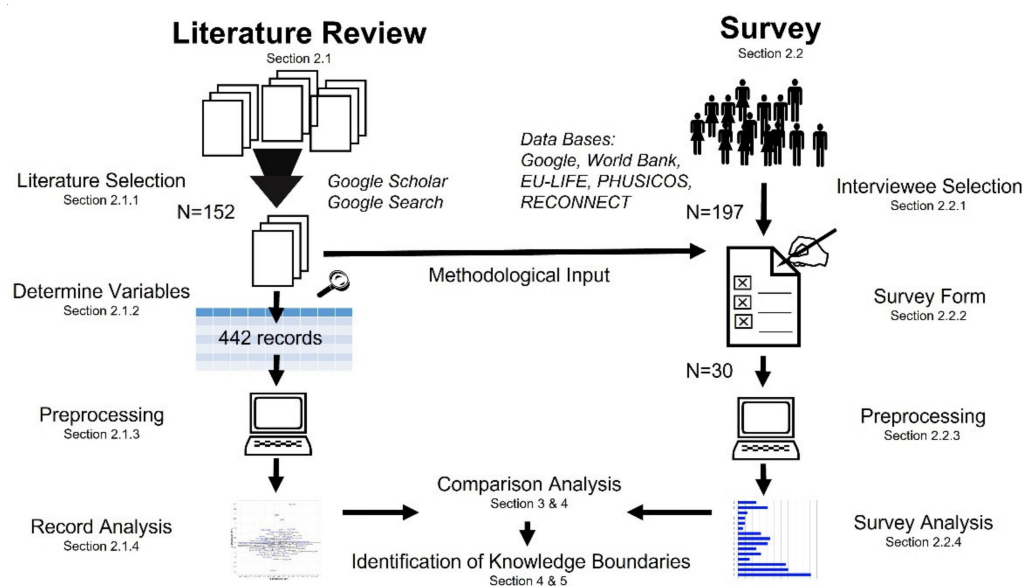 Literature Review
Section 2.1
Literature Selection
Section 2.1.1
N=152
Google Scholar
Google Search
Determine Variables
Section 2.1.2
442 records
Preprocessing
Section 2.1.3
Record Analysis
Section 2.1.4
Methodological Input
Survey
Section 2.2
Data Bases:
Google, World Bank,
EU-LIFE, PHUSICOS,
RECONNECT
N=197
Interviewee Selection
Section 2.2.1
Survey Form
Section 2.2.2
N=30
Preprocessing
Section 2.2.3
Survey Analysis
Section 2.2.4
Comparison Analysis
Section 3 & 4
Identification of Knowledge Boundaries
Section 4 & 5